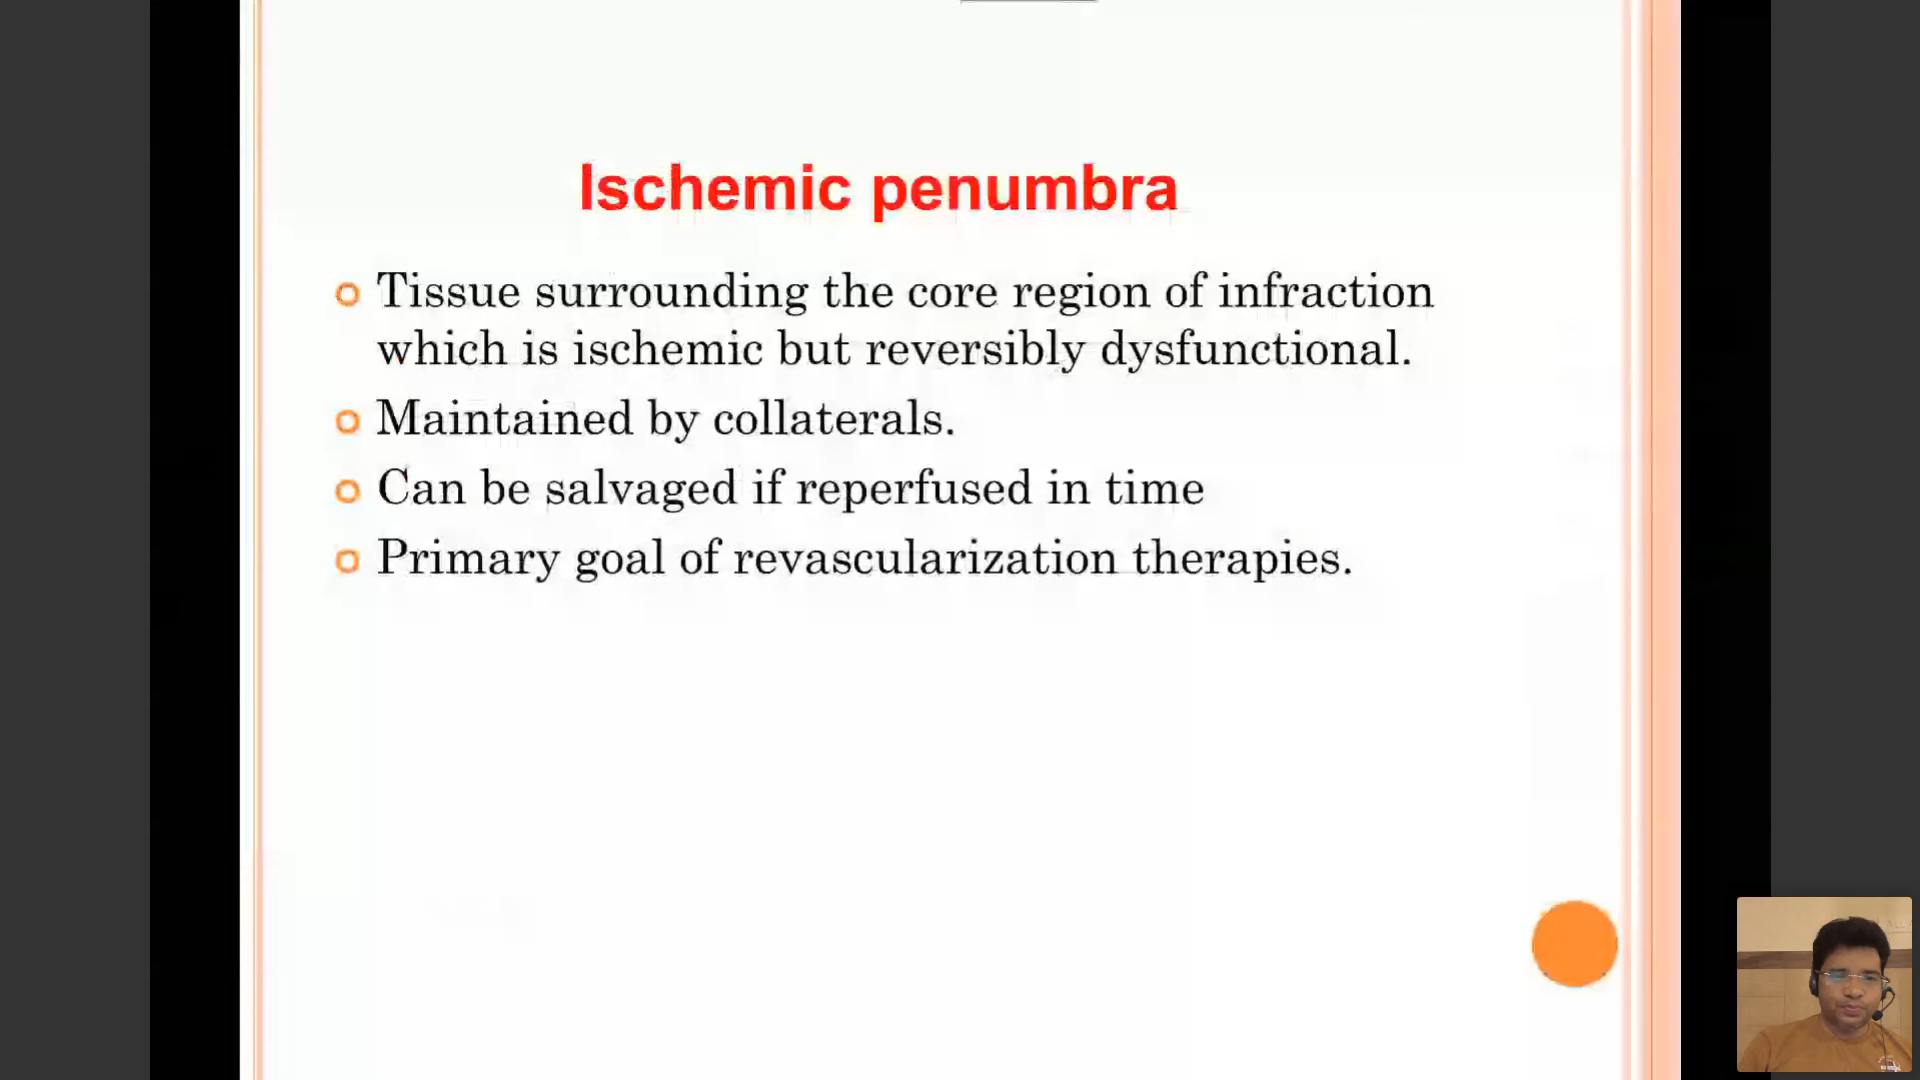 Ischemic penumbra
Tissue surrounding the core region of infraction
which is ischemic but reversibly dysfunctional.
Maintained by collaterals.
Can be salvaged if reperfused in time
Primary goal of revascularization therapies.